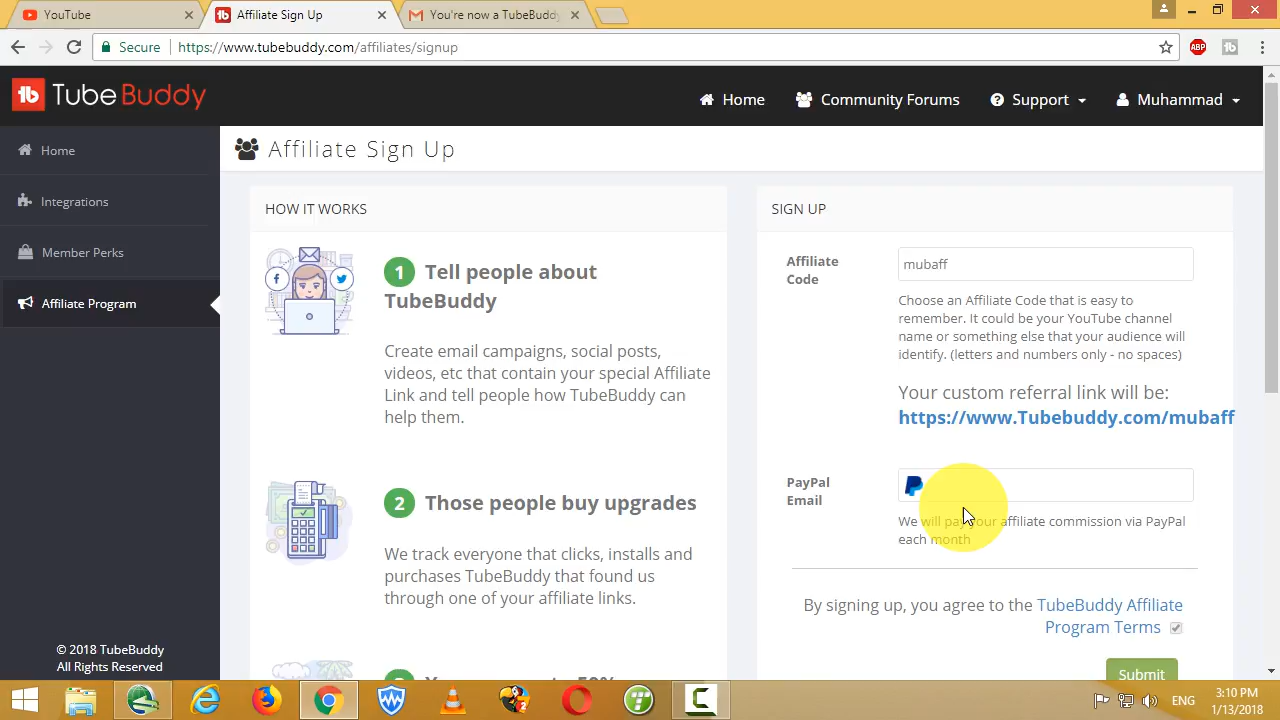 YouTube
Affiliate Sign Up
You're now a TubeBuddy
Secure
https://www.tubebuddy.com/affiliates/signup
ABP
TubeBuddy
Home
Community Forums
Support
Muhammad
Home
Integrations
Member Perks
Affiliate Program
© 2018 TubeBuddy
All Rights Reserved
Affiliate Sign Up
HOW IT WORKS
1 Tell people about
TubeBuddy
Create email campaigns, social posts,
videos, etc that contain your special Affiliate
Link and tell people how TubeBuddy can
help them.
2 Those people buy upgrades
We track everyone that clicks, installs and
purchases TubeBuddy that found us
through one of your affiliate links.
SIGN UP
Affiliate
Code
mubaff
Choose an Affiliate Code that is easy to
remember. It could be your YouTube channel
name or something else that your audience will
identify. (letters and numbers only - no spaces)
Your custom referral link will be:
https://www.Tubebuddy.com/mubaff
PayPal
Email
We will pay your affiliate commission via PayPal
each month
By signing up, you agree to the TubeBuddy Affiliate
Program Terms
Submit
ENG
3:10 PM
1/13/2018